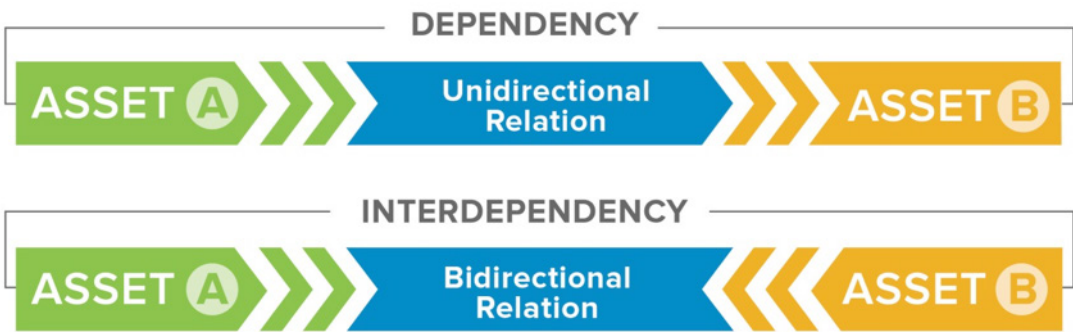 DEPENDENCY
ASSET A
Unidirectional
Relation
ASSET B
INTERDEPENDENCY
ASSET A
Bidirectional
Relation
ASSET B